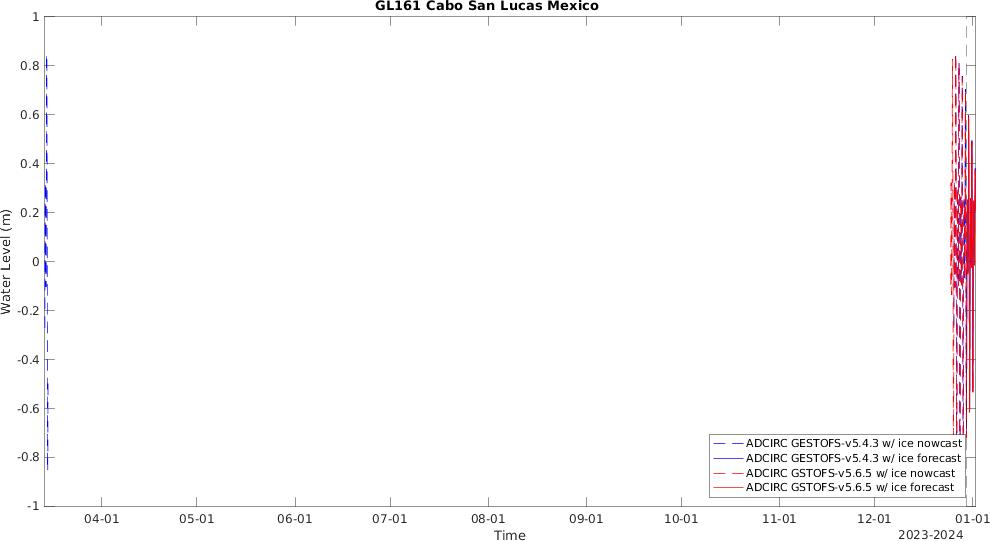 GL161 Cabo San Lucas Mexico
1
0.8
0.6
0.4
0.2
0
-0.2
-0.4
-0.6
-0.8
-1
Water Level (m)
04-01 05-01 06-01 07-01 08-01 09-01 10-01 11-01 12-01 01-01
2023-2024
Time
ADCIRC GESTOFS-v5.4.3 w/ ice nowcast
ADCIRC GESTOFS-v5.4.3 w/ ice forecast
ADCIRC GSTOFS-v5.6.5 w/ ice nowcast
ADCIRC GSTOFS-v5.6.5 w/ ice forecast